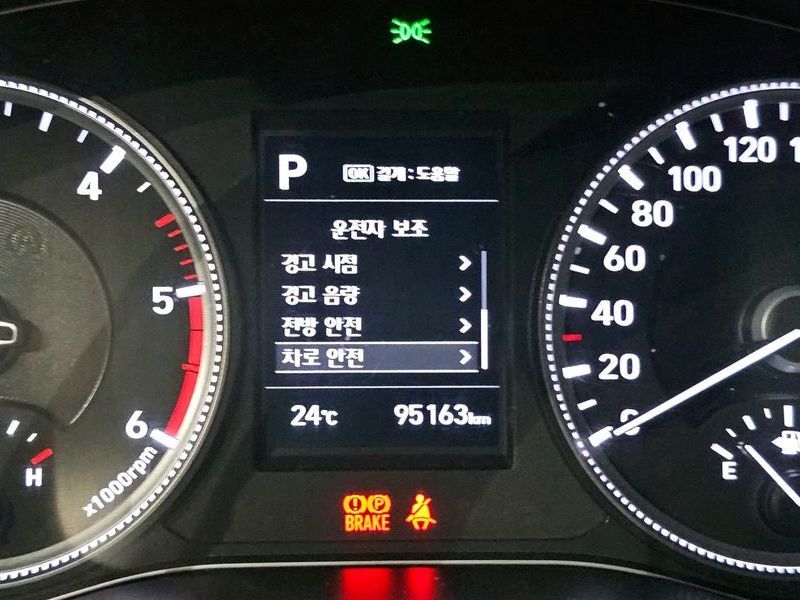 P
OK 길게 : 도움말
운전자 보조
경고 시점
경고 음량
전방 안전
차로 안전
24℃
95163km
4
5
6
x1000rpm
H
120
100
80
60
40
20
0
E
BRAKE
P